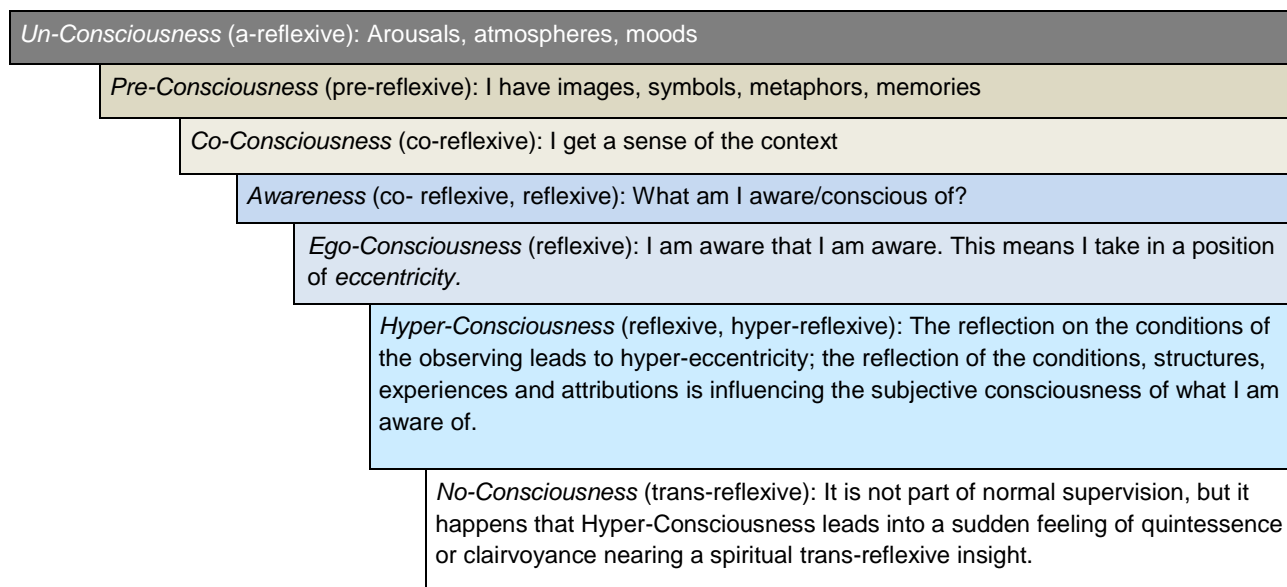 Un-Consciousness (a-reflexive): Arousals, atmospheres, moods
Pre-Consciousness (pre-reflexive): I have images, symbols, metaphors, memories
Co-Consciousness (co-reflexive): I get a sense of the context
Awareness (co- reflexive, reflexive): What am I aware/conscious of?
Ego-Consciousness (reflexive): I am aware that I am aware. This means I take in a position
of eccentricity.
Hyper-Consciousness (reflexive, hyper-reflexive): The reflection on the conditions of
the observing leads to hyper-eccentricity; the reflection of the conditions, structures,
experiences and attributions is influencing the subjective consciousness of what I am
aware of.
No-Consciousness (trans-reflexive): It is not part of normal supervision, but it
happens that Hyper-Consciousness leads into a sudden feeling of quintessence
or clairvoyance nearing a spiritual trans-reflexive insight.